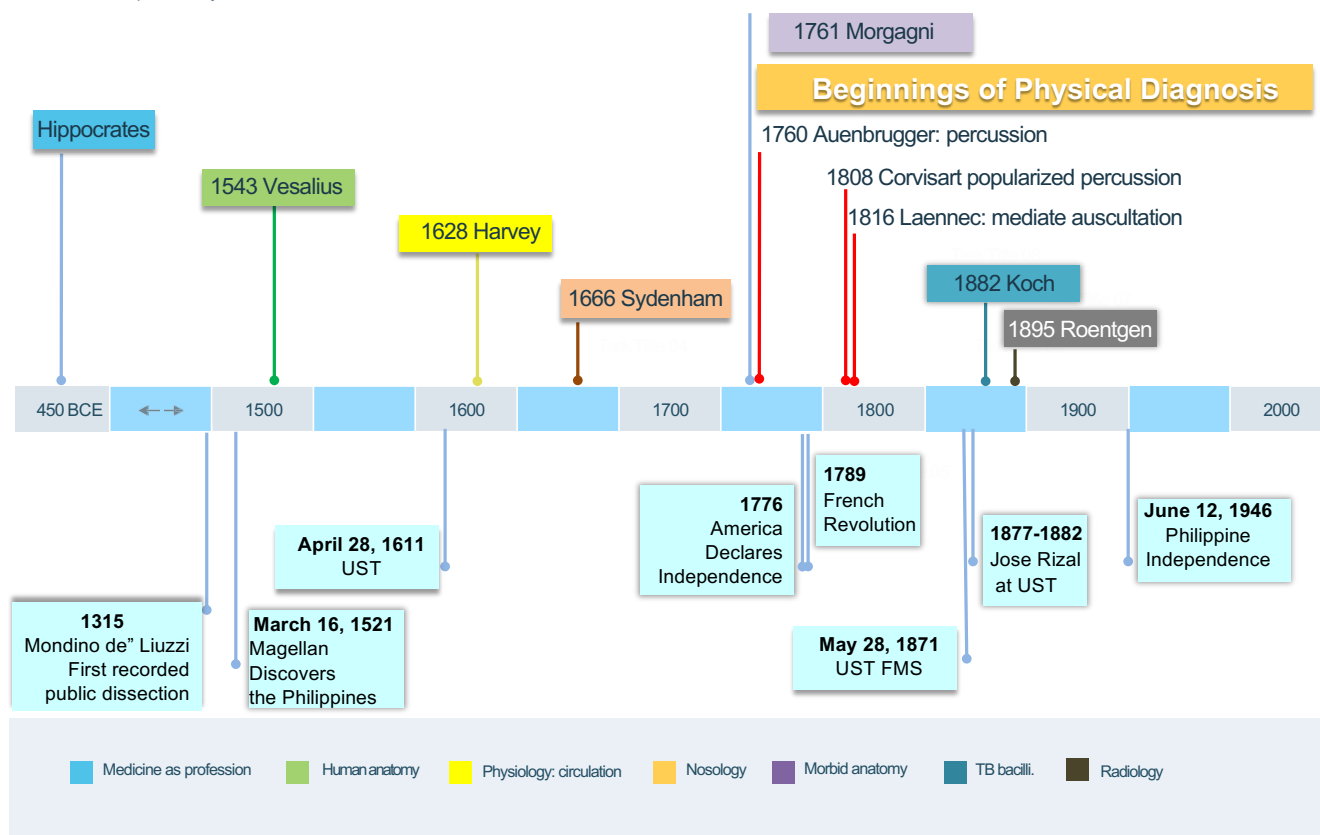 1761 Morgagni
Beginnings of Physical Diagnosis
Hippocrates
1760 Auenbrugger: percussion
1543 Vesalius
1808 Corvisart popularized percussion
1628 Harvey
1816 Laennec: mediate auscultation
1666 Sydenham
1882 Koch
1895 Roentgen
450 BCE
1500
1600
1700
1800
1900
2000
1315
Mondino de” Liuzzi
First recorded
public dissection
March 16, 1521
Magellan
Discovers
the Philippines
April 28, 1611
UST
1776
America
Declares
Independence
1789
French
Revolution
May 28, 1871
UST FMS
1877-1882
Jose Rizal
at UST
June 12, 1946
Philippine
Independence
Medicine as profession
Human anatomy
Physiology: circulation
Nosology
Morbid anatomy
TB bacilli.
Radiology